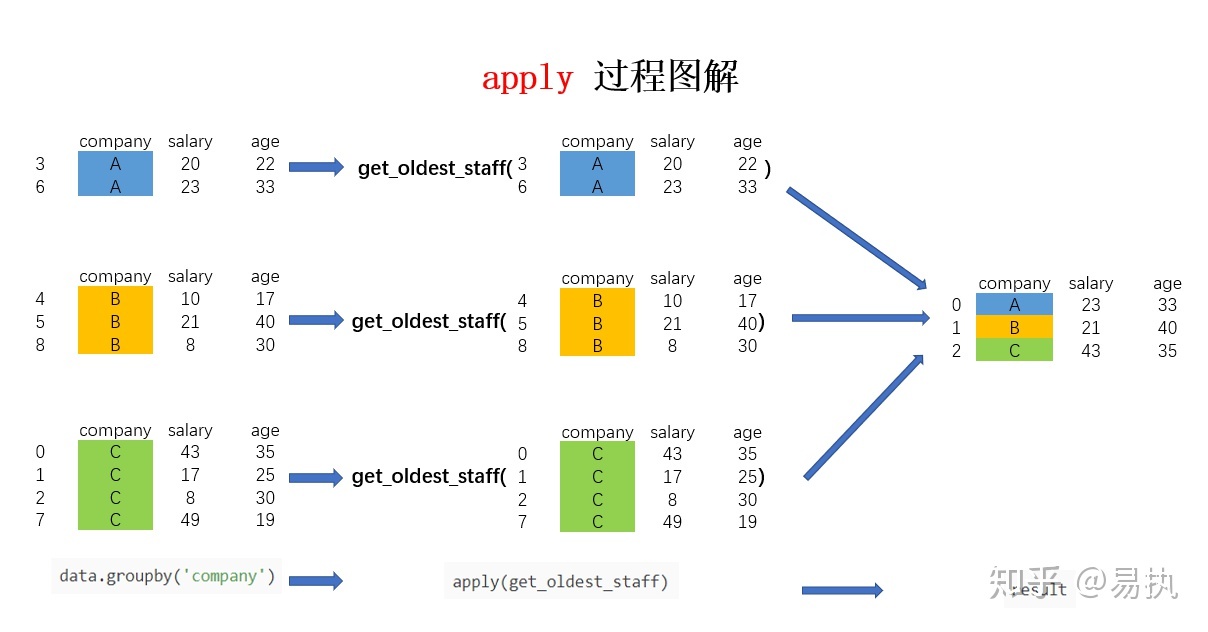 apply 过程图解
company salary age
3 A 20 22
6 A 23 33
get_oldest_staff(
company salary age
3 A 20 22
6 A 23 33
)
company salary age
4 B 10 17
5 B 21 40
8 B 8 30
get_oldest_staff(
company salary age
4 B 10 17
5 B 21 40
8 B 8 30
)
company salary age
0 C 43 35
1 C 17 25
2 C 8 30
7 C 49 19
get_oldest_staff(
company salary age
0 C 43 35
1 C 17 25
2 C 8 30
7 C 49 19
)
company salary age
0 A 23 33
1 B 21 40
2 C 43 35
data.groupby('company')
apply(get_oldest_staff)
result
知乎 @易执